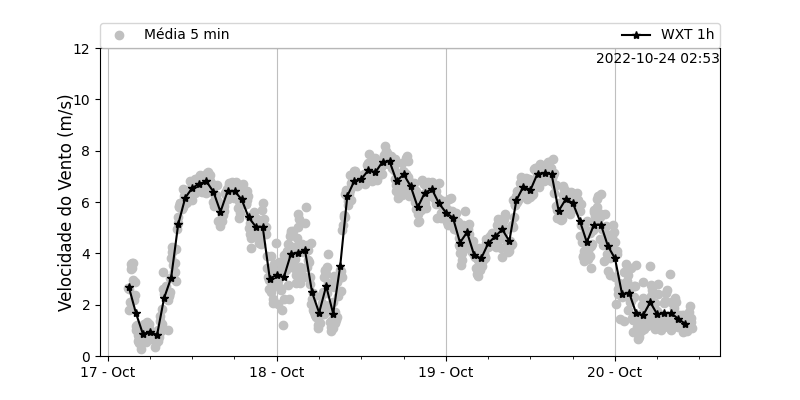 Média 5 min
WXT 1h
2022-10-24 02:53
Velocidade do Vento (m/s)
12
10
8
6
4
2
0
17 - Oct
18 - Oct
19 - Oct
20 - Oct